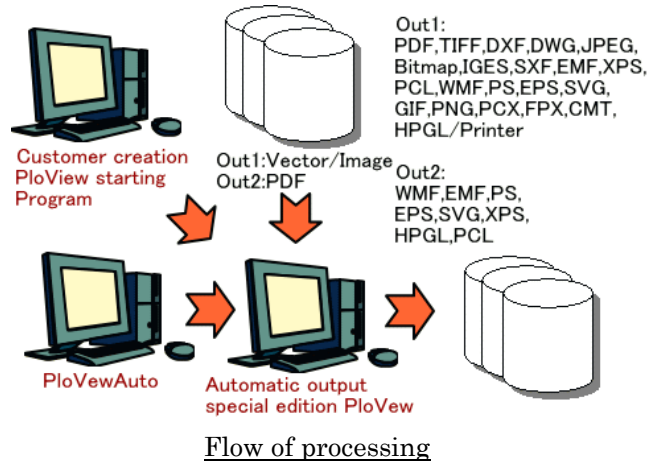 Out1:
PDF,TIFF,DXF,DWG,JPEG,
Bitmap,IGES,SXF,EMF,XPS,
PCL,WMF,PS,EPS,SVG,
GIF,PNG,PCX,FPX,CMT,
HPGL/Printer
Customer creation
PloView starting
Program
Out1:Vector/Image
Out2:PDF
Out2:
WMF,EMF,PS,
EPS,SVG,XPS,
HPGL,PCL
PloVewAuto
Automatic output
special edition PloVew
Flow of processing